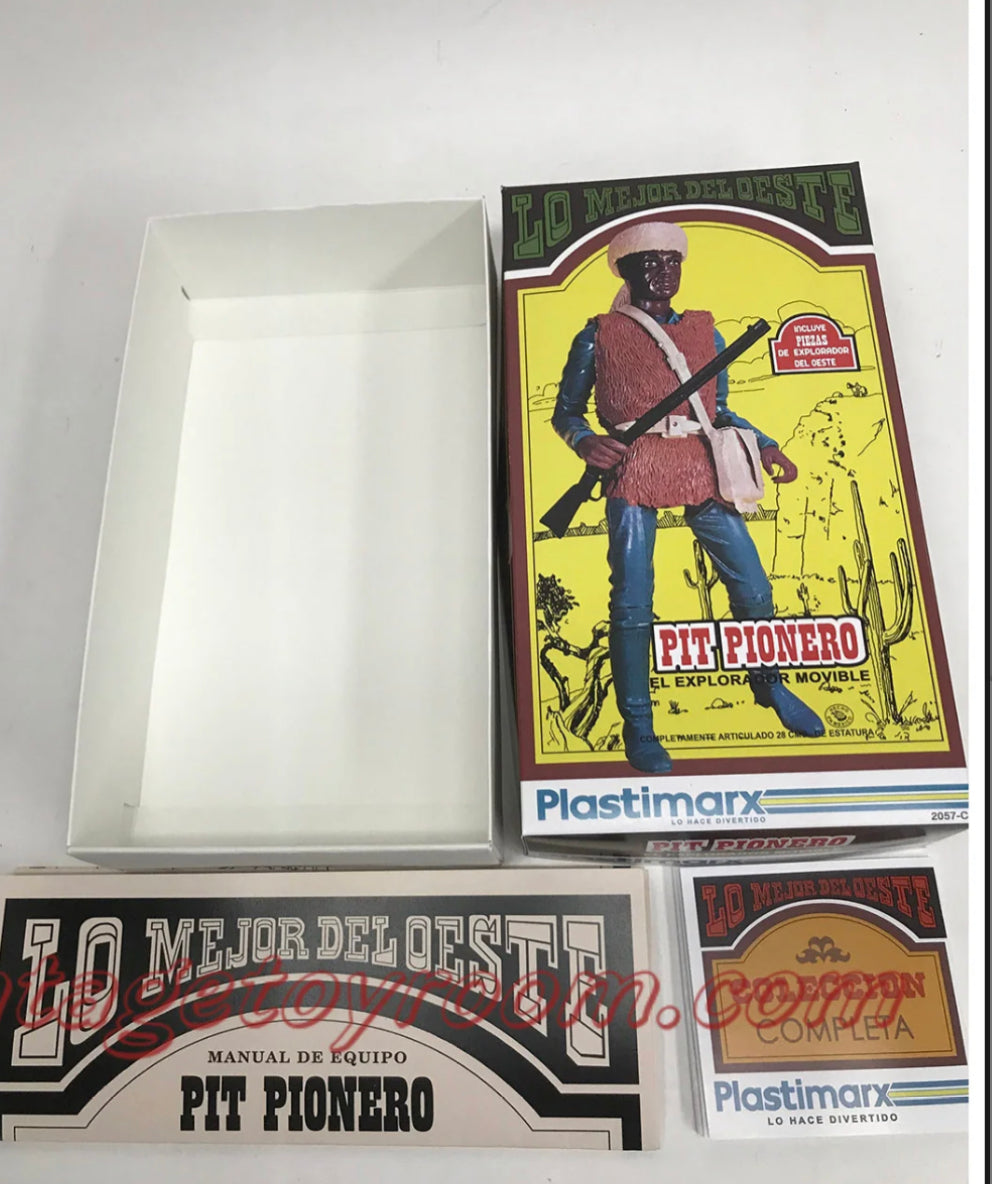 LO MEJOR DEL OESTE
INCLUYE
PIEZAS
DE EXPLORADOR
DEL OESTE
PIT PIONERO
EL EXPLORADOR MOVIBLE
COMPLETAMENTE ARTICULADO 28 CMS. DE ESTATURA
Plastimarx
LO HACE DIVERTIDO
2057-C
PIT PIONERO
Plastimarx
LO MEJOR DEL OESTE
MANUAL DE EQUIPO
PIT PIONERO
LO MEJOR DEL OESTE
COLECCION
COMPLETA
Plastimarx
LO HACE DIVERTIDO
ntagetoyroom.com